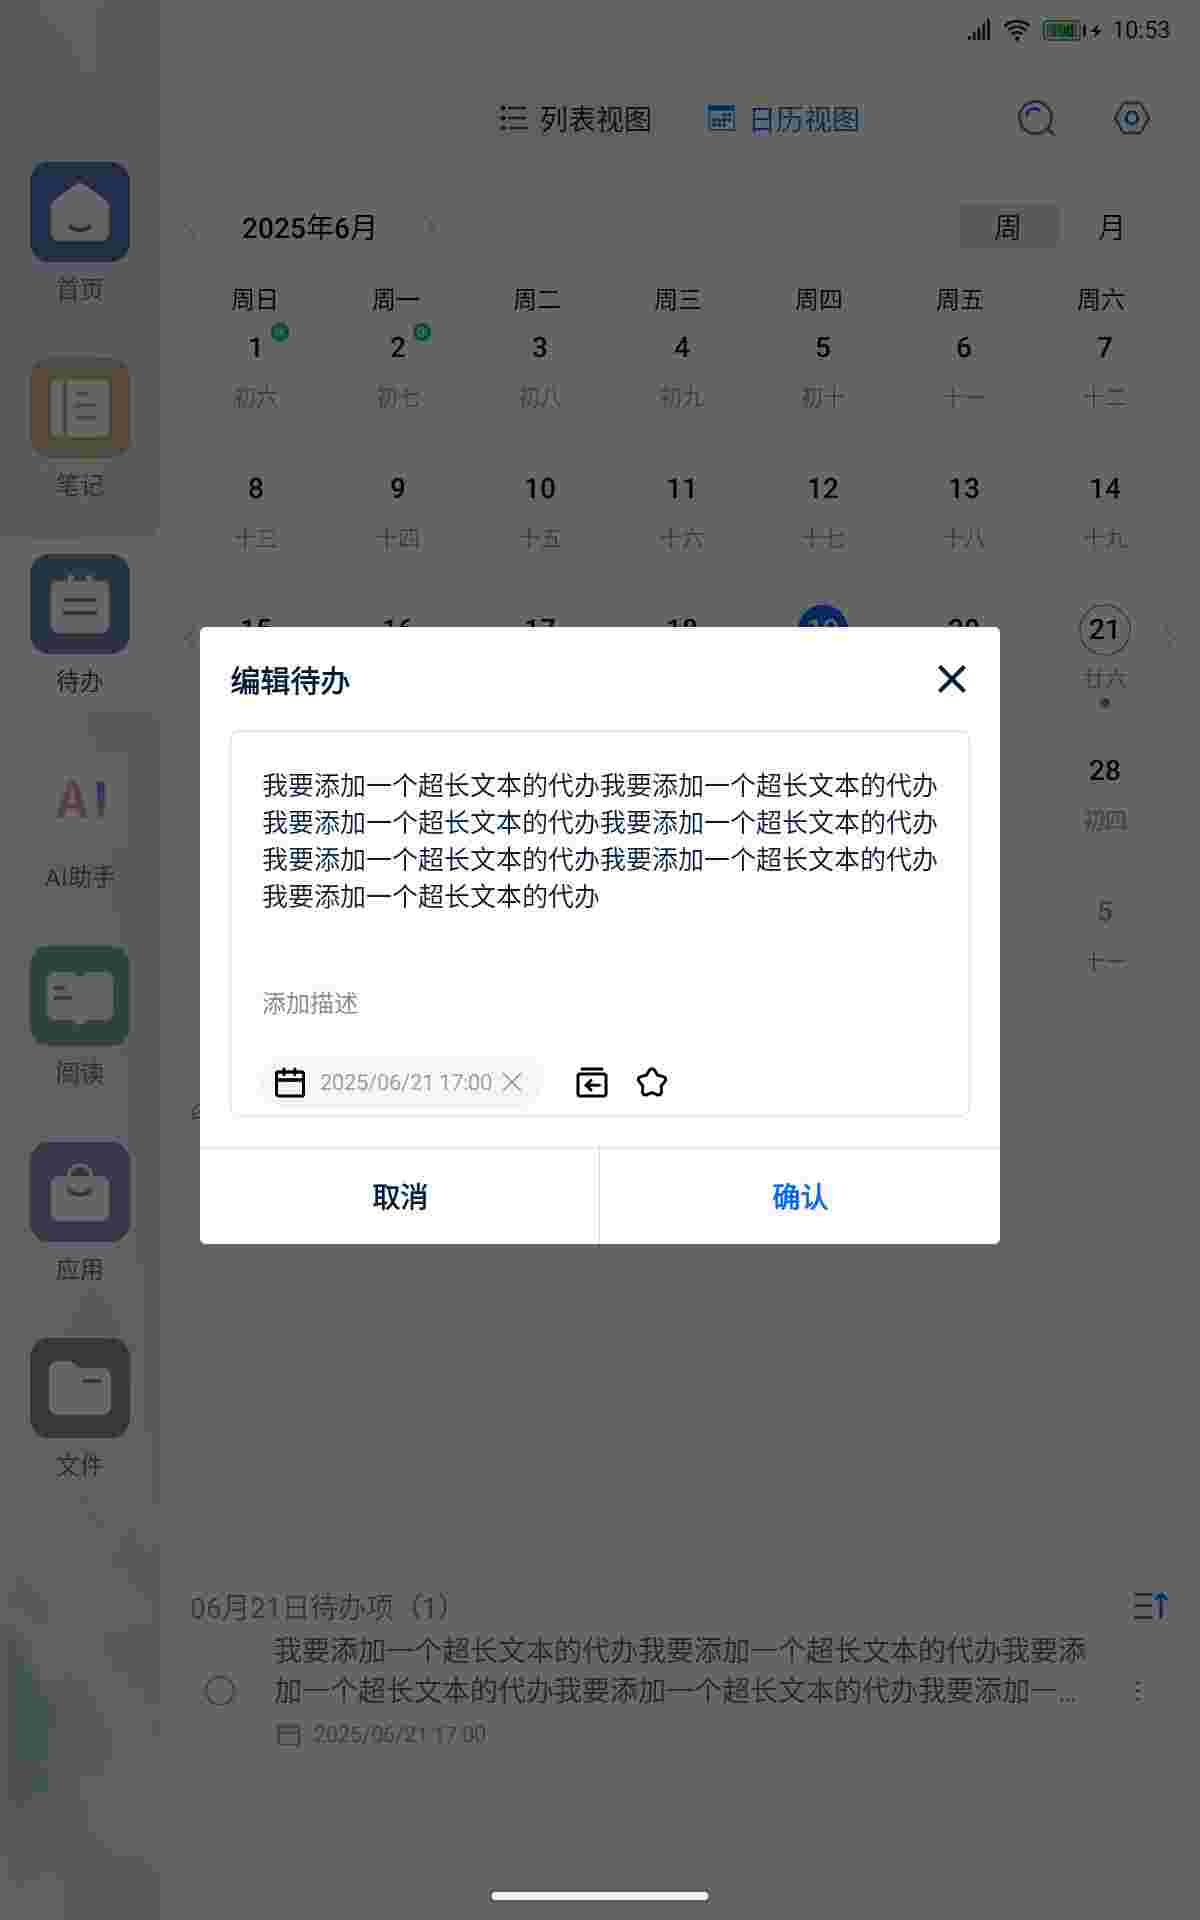 10:53
列表视图 日历视图
2025年6月 周 月
周日 周一 周二 周三 周四 周五 周六
1 2 3 4 5 6 7
初六 初七 初八 初九 初十 十一 十二
8 9 10 11 12 13 14
十三 十四 十五 十六 十七 十八 十九
15 16 17 18 19 20 21
廿六
28
初四
5
十一
首页
笔记
待办
AI
AI助手
阅读
应用
文件
编辑待办
我要添加一个超长文本的代办我要添加一个超长文本的代办
我要添加一个超长文本的代办我要添加一个超长文本的代办
我要添加一个超长文本的代办我要添加一个超长文本的代办
我要添加一个超长文本的代办
添加描述
2025/06/21 17:00
取消 确认
06月21日待办项（1）
我要添加一个超长文本的代办我要添加一个超长文本的代办我要添
加一个超长文本的代办我要添加一个超长文本的代办我要添加一...
2025/06/21 17:00